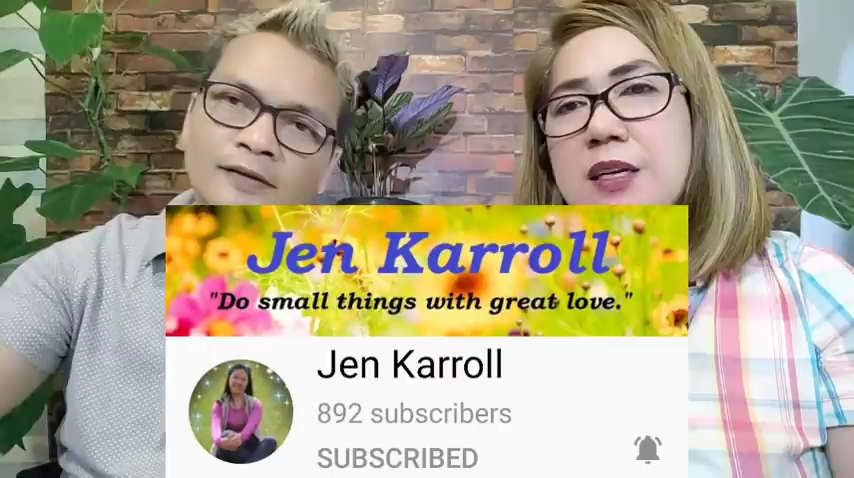 Jen Karroll
"Do small things with great love."
Jen Karroll
892 subscribers
SUBSCRIBED